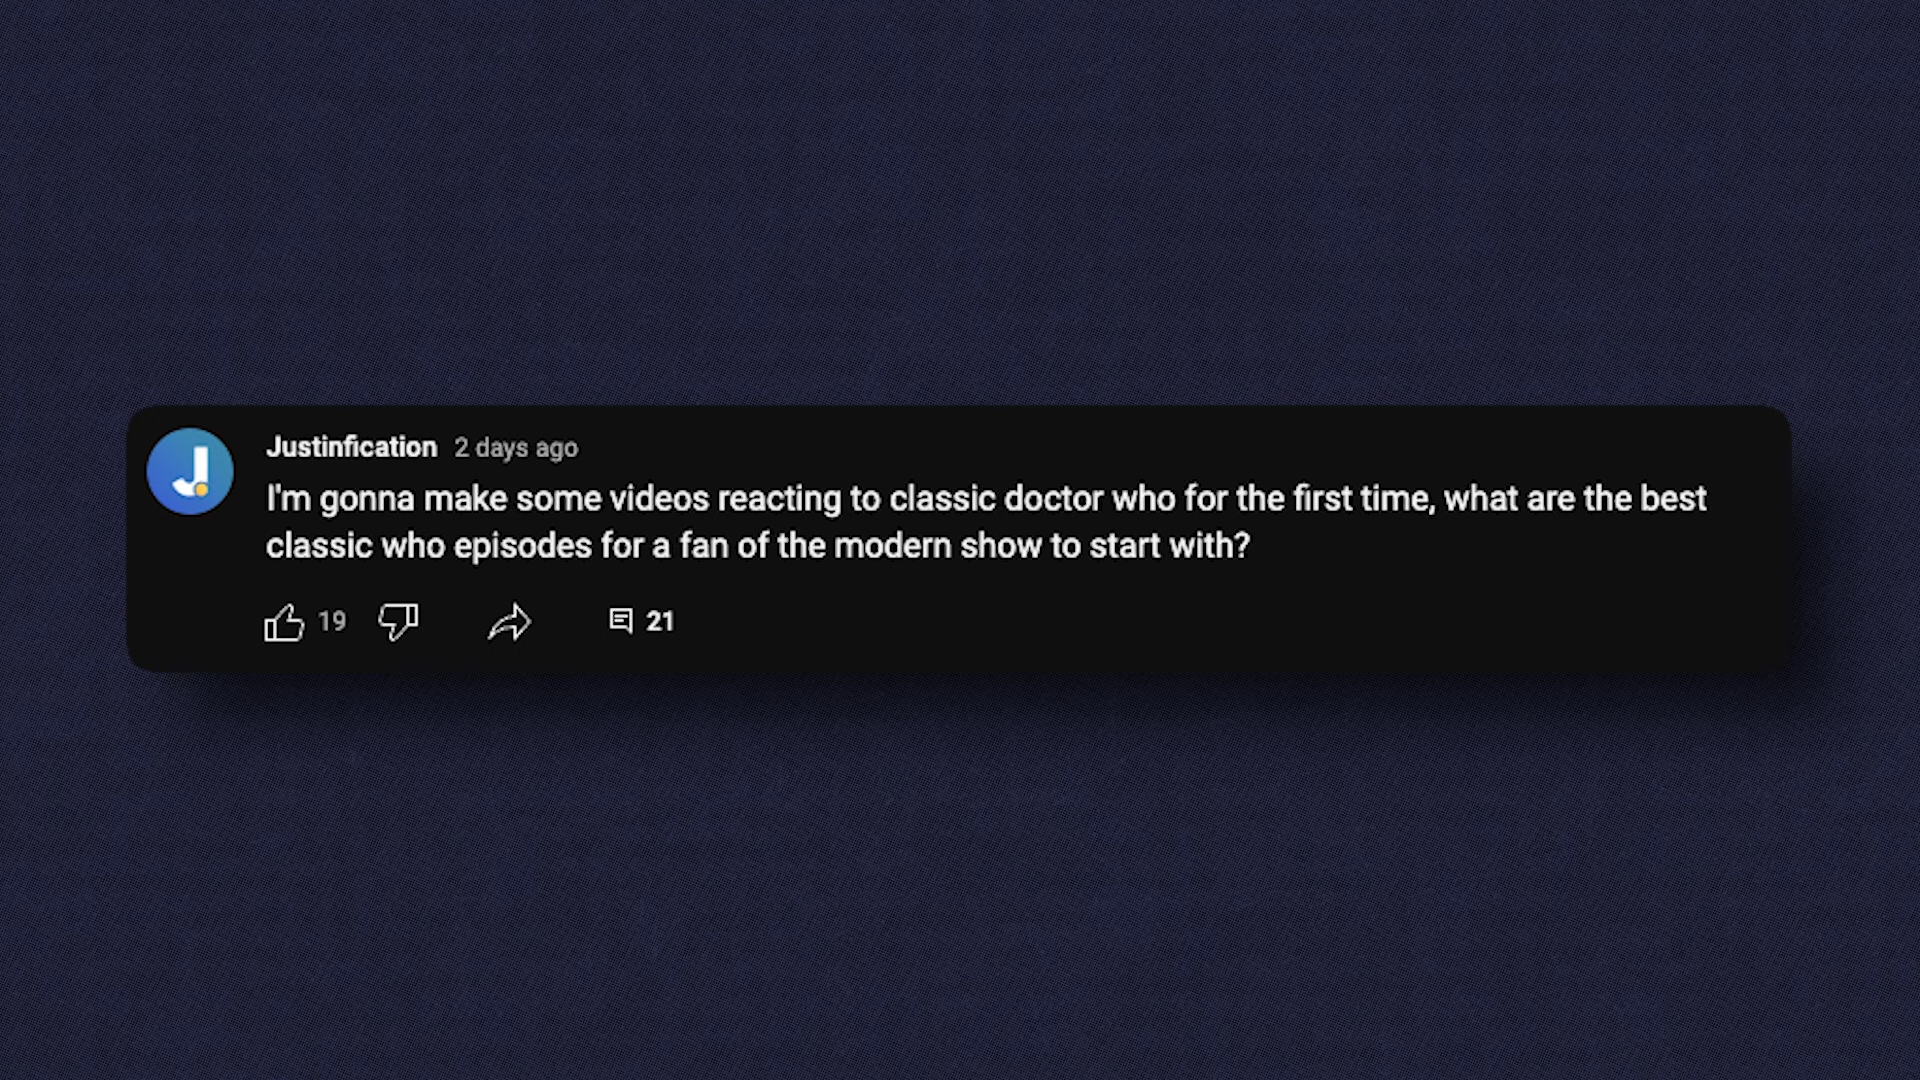 J
Justinfication 2 days ago
I'm gonna make some videos reacting to classic doctor who for the first time, what are the best
classic who episodes for a fan of the modern show to start with?
19 21